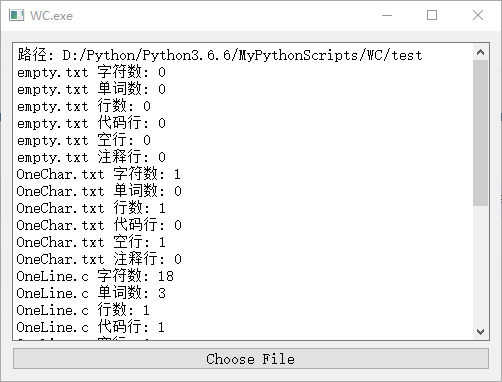 WC.exe
路径: D:/Python/Python3.6.6/MyPythonScripts/WC/test
empty.txt 字符数: 0
empty.txt 单词数: 0
empty.txt 行数: 0
empty.txt 代码行: 0
empty.txt 空行: 0
empty.txt 注释行: 0
OneChar.txt 字符数: 1
OneChar.txt 单词数: 0
OneChar.txt 行数: 1
OneChar.txt 代码行: 0
OneChar.txt 空行: 1
OneChar.txt 注释行: 0
OneLine.c 字符数: 18
OneLine.c 单词数: 3
OneLine.c 行数: 1
OneLine.c 代码行: 1
Choose File